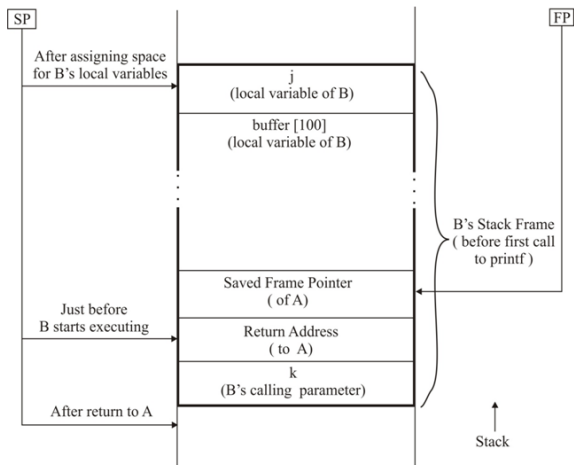 SP
FP
After assigning space
for B's local variables
j
(local variable of B)
buffer [100]
(local variable of B)
B's Stack Frame
( before first call
to printf )
Saved Frame Pointer
( of A)
Just before
B starts executing
Return Address
( to A)
k
(B's calling parameter)
After return to A
Stack